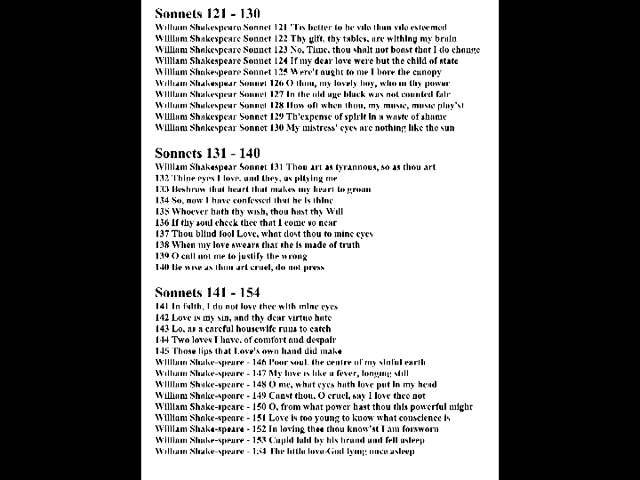 Sonnets 121 - 130
William Shakespeare Sonnet 121 'Tis better to be vile than vile esteemed
William Shakespeare Sonnet 122 Thy gift, thy tables, are withing my brain
William Shakespeare Sonnet 123 No, Time, thou shalt not boast that I do change
William Shakespeare Sonnet 124 If my dear love were but the child of state
William Shakespeare Sonnet 125 Were't aught to me I bore the canopy
William Shakespear Sonnet 126 O thou, my lovely boy, who in thy power
William Shakespear Sonnet 127 In the old age black was not counted fair
William Shakespear Sonnet 128 How oft when thou, my music, music play'st
William Shakespear Sonnet 129 Th'expense of spirit in a waste of shame
William Shakespear Sonnet 130 My mistress' eyes are nothing like the sun
Sonnets 131 - 140
William Shakespear Sonnet 131 Thou art as tyrannous, so as thou art
132 Thine eyes I love, and they, as pitying me
133 Beshrew that heart that makes my heart to groan
134 So, now I have confessed that he is thine
135 Whoever hath thy wish, thou hast thy Will
136 If thy soul check thee that I come so near
137 Thou blind fool Love, what dost thou to mine eyes
138 When my love swears that she is made of truth
139 O call not me to justify the wrong
140 Be wise as thou art cruel, do not press
Sonnets 141 - 154
141 In faith, I do not love thee with mine eyes
142 Love is my sin, and thy dear virtue hate
143 Lo, as a careful housewife runs to catch
144 Two loves I have, of comfort and despair
145 Those lips that Love's own hand did make
William Shake-speare - 146 Poor soul, the centre of my sinful earth
William Shake-speare - 147 My love is like a fever, longing still
William Shake-speare - 148 O me, what eyes hath love put in my head
William Shake-speare - 149 Canst thou, O cruel, say I love thee not
William Shake-speare - 150 O, from what power hast thou this powerful might
William Shake-speare - 151 Love is too young to know what conscience is
William Shake-speare - 152 In loving thee thou know'st I am forsworn
William Shake-speare - 153 Cupid laid by his brand and fell asleep
William Shake-speare - 154 The little love-God lying once asleep